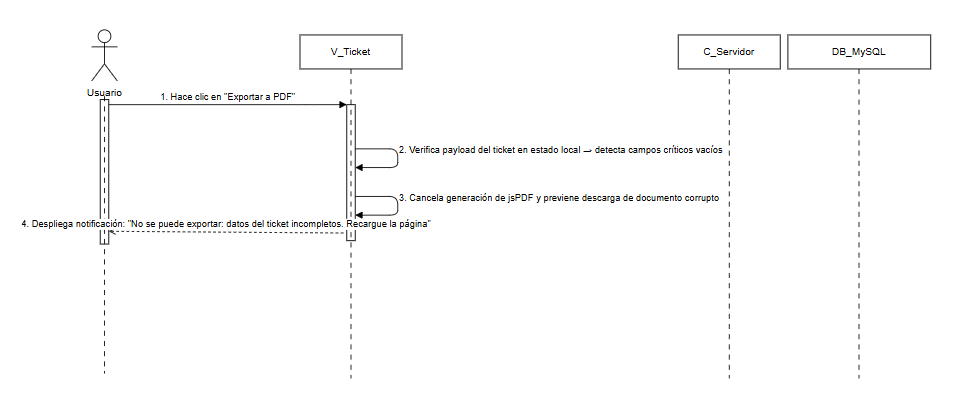 V_Ticket
C_Servidor
DB_MySQL
Usuario
1. Hace clic en "Exportar a PDF"
2. Verifica payload del ticket en estado local → detecta campos críticos vacíos
3. Cancela generación de jsPDF y previene descarga de documento corrupto
4. Despliega notificación: "No se puede exportar: datos del ticket incompletos. Recargue la página"